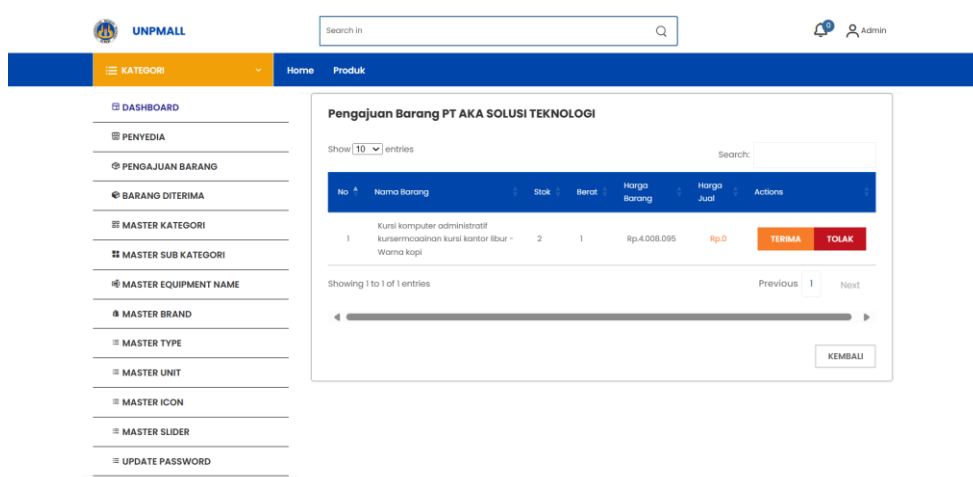 UNPMALL
Search in
0
Admin
KATEGORI
Home Produk
DASHBOARD
PENYEDIA
PENGAJUAN BARANG
BARANG DITERIMA
MASTER KATEGORI
MASTER SUB KATEGORI
MASTER EQUIPMENT NAME
MASTER BRAND
MASTER TYPE
MASTER UNIT
MASTER ICON
MASTER SLIDER
UPDATE PASSWORD
Pengajuan Barang PT AKA SOLUSI TEKNOLOGI
Show 10 entries
Search:
No Nama Barang Stok Berat Harga Barang Harga Jual Actions
1 Kursi komputer administratif
kursermcoainan kursi kantor libur - 2 1 Rp.4.008.095 Rp.0 TERIMA TOLAK
Warna kopi
Showing 1 to 1 of 1 entries
Previous 1 Next
KEMBALI